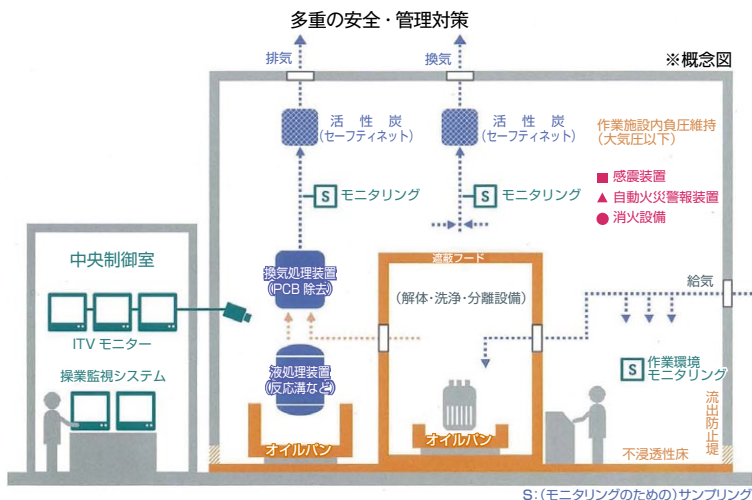 多重の安全・管理対策
※概念図
排気
換気
活性炭
(セーフティネット)
活性炭
(セーフティネット)
作業施設内負圧維持
(大気圧以下)
■ 感震装置
▲ 自動火災警報装置
● 消火設備
S モニタリング
S モニタリング
中央制御室
ITV モニター
操業監視システム
換気処理装置
(PCB 除去)
液処理装置
(反応溝など)
オイルパン
遮蔽フード
(解体・洗浄・分離設備)
オイルパン
給気
S 作業環境
モニタリング
流出防止堤
不浸透性床
S:(モニタリングのための)サンプリング